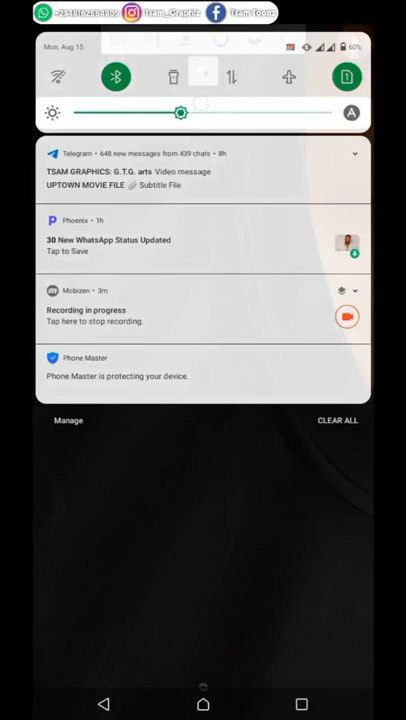 +2348162684805 Tsam_Graphiz Tsam Toonz
Mon, Aug 15
60%
1
A
Telegram • 648 new messages from 439 chats • 8h
TSAM GRAPHICS: G.T.G. arts Video message
UPTOWN MOVIE FILE 📎 Subtitle File
Phoenix • 1h
30 New WhatsApp Status Updated
Tap to Save
Mobizen • 3m
Recording in progress
Tap here to stop recording.
Phone Master
Phone Master is protecting your device.
Manage
CLEAR ALL